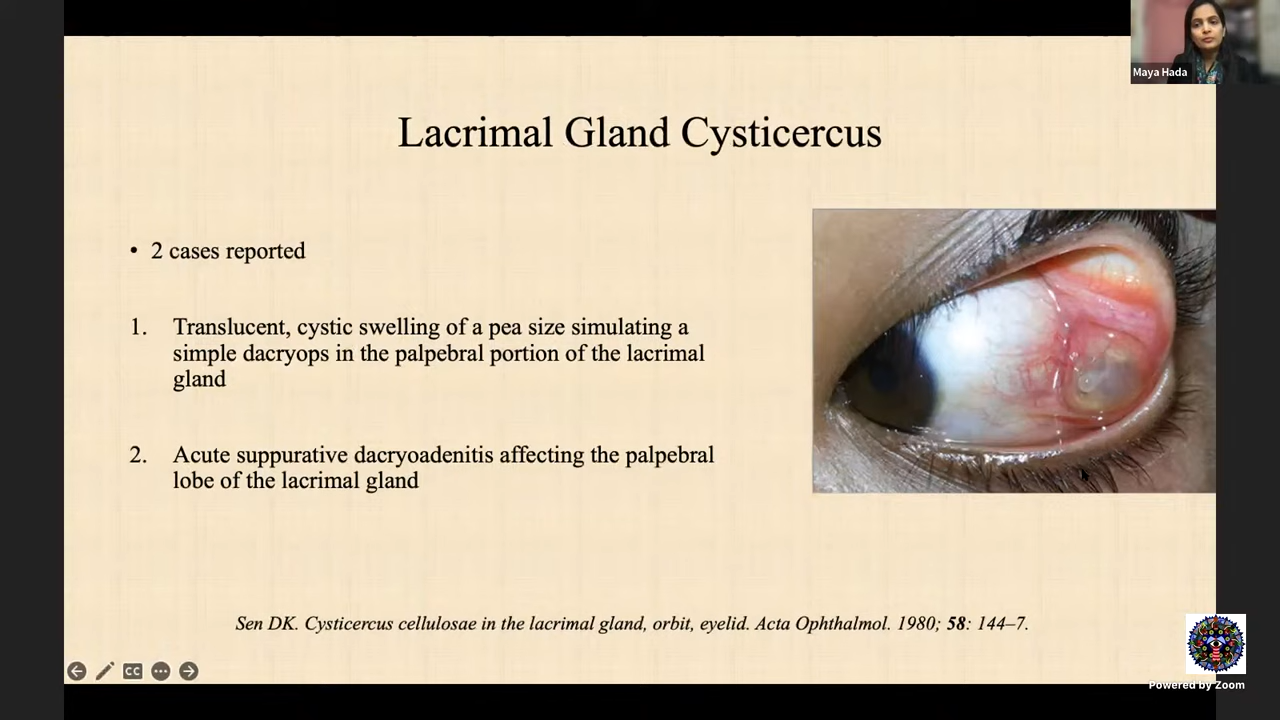 Maya Hada
Lacrimal Gland Cysticercus
• 2 cases reported
1. Translucent, cystic swelling of a pea size simulating a
simple dacryops in the palpebral portion of the lacrimal
gland
2. Acute suppurative dacryoadenitis affecting the palpebral
lobe of the lacrimal gland
Sen DK. Cysticercus cellulosae in the lacrimal gland, orbit, eyelid. Acta Ophthalmol. 1980; 58: 144–7.
CC
Powered by Zoom